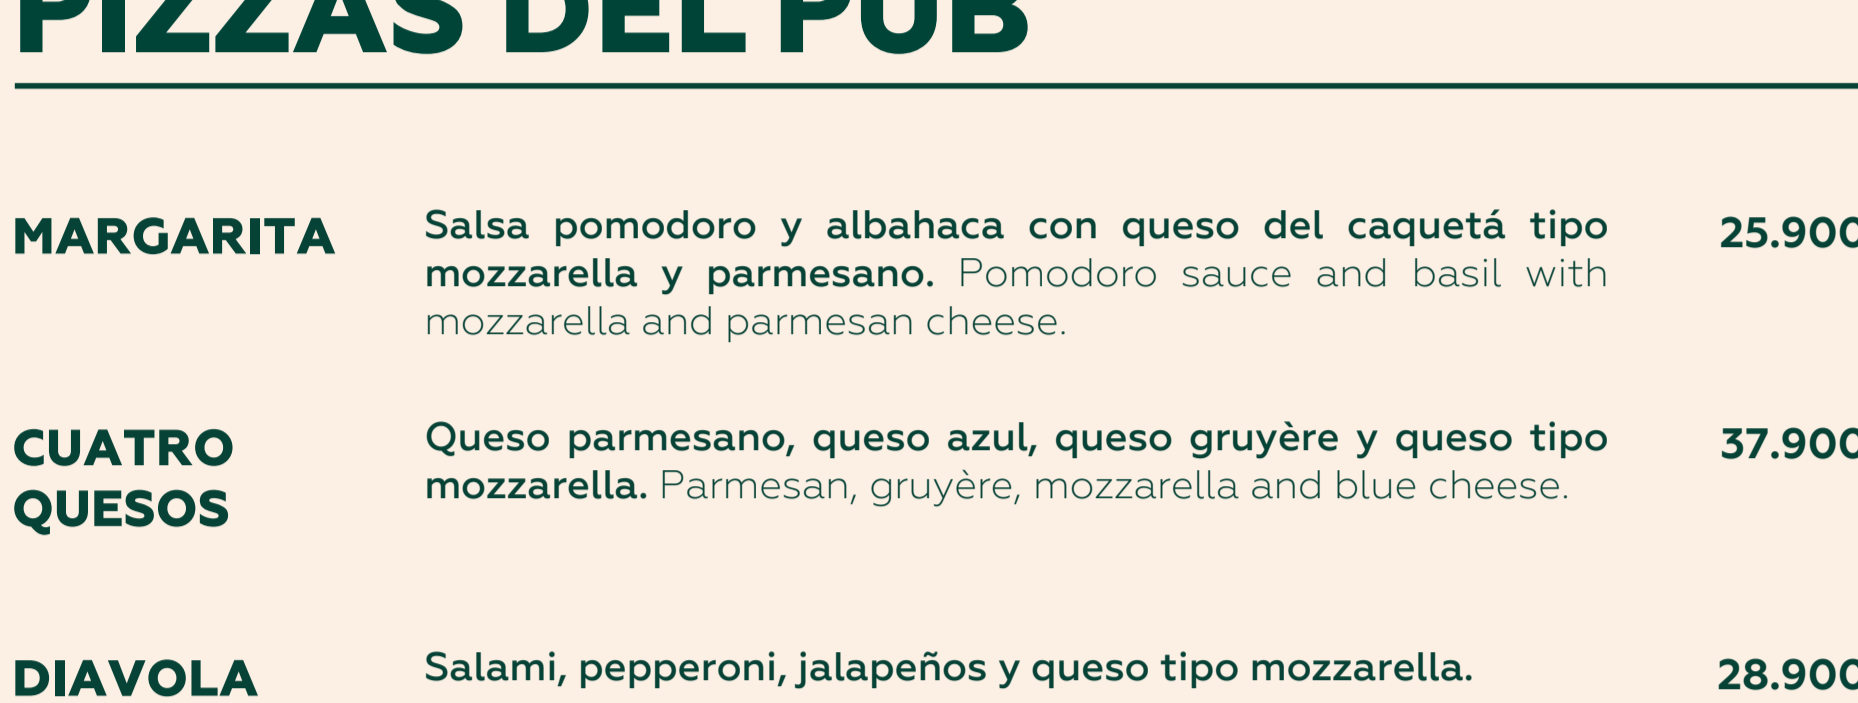 PIZZAS DEL PUB
MARGARITA
Salsa pomodoro y albahaca con queso del caquetá tipo
mozzarella y parmesano. Pomodoro sauce and basil with
mozzarella and parmesan cheese.
25.900
CUATRO
QUESOS
Queso parmesano, queso azul, queso gruyère y queso tipo
mozzarella. Parmesan, gruyère, mozzarella and blue cheese.
37.900
DIAVOLA
Salami, pepperoni, jalapeños y queso tipo mozzarella.
28.900